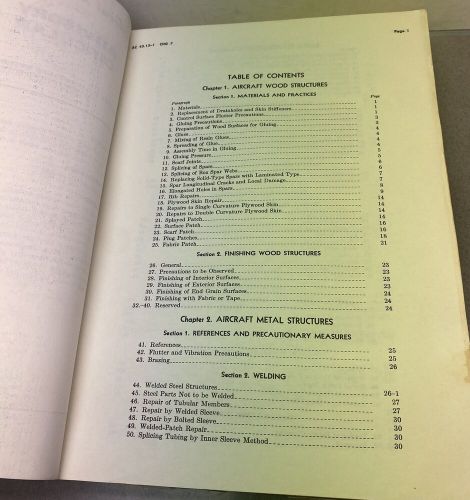 AC 43.13-1 CHG 7
Page 1
TABLE OF CONTENTS
Chapter 1. AIRCRAFT WOOD STRUCTURES
Section 1. MATERIALS AND PRACTICES
Paragraph Page
1. Materials 1
2. Replacement of Drainholes and Skin Stiffeners 1
3. Control Surface Flutter Precautions 1
4. Gluing Precautions
5. Preparation of Wood Surfaces for Gluing
6. Glues
7. Mixing of Resin Glues 4
8. Spreading of Glue 4
9. Assembly Time in Gluing 4
10. Gluing Pressure
11. Scarf Joints 5
12. Splicing of Spars
13. Splicing of Box Spar Webs 6
14. Replacing Solid-Type Spars with Laminated Type 7
15. Spar Longitudinal Cracks and Local Damage 7
16. Elongated Holes in Spars 9
17. Rib Repairs 9
18. Plywood Skin Repair 14
19. Repairs to Single Curvature Plywood Skin 14
20. Repairs to Double Curvature Plywood Skin 14
21. Splayed Patch 14
22. Surface Patch 14
23. Scarf Patch 16
24. Plug Patches 18
25. Fabric Patch 21
Section 2. FINISHING WOOD STRUCTURES
26. General 23
27. Precautions to be Observed 23
28. Finishing of Interior Surfaces 23
29. Finishing of Exterior Surfaces 23
30. Finishing of End Grain Surfaces 24
31. Finishing with Fabric or Tape 24
32.-40. Reserved 24
Chapter 2. AIRCRAFT METAL STRUCTURES
Section 1. REFERENCES AND PRECAUTIONARY MEASURES
41. References 25
42. Flutter and Vibration Precautions 25
43. Brazing 26
Section 2. WELDING
44. Welded Steel Structures
45. Steel Parts Not to be Welded 26-1
46. Repair of Tubular Members 27
47. Repair by Welded Sleeve 27
48. Repair by Bolted Sleeve 30
49. Welded-Patch Repair 30
50. Splicing Tubing by Inner Sleeve Method 30